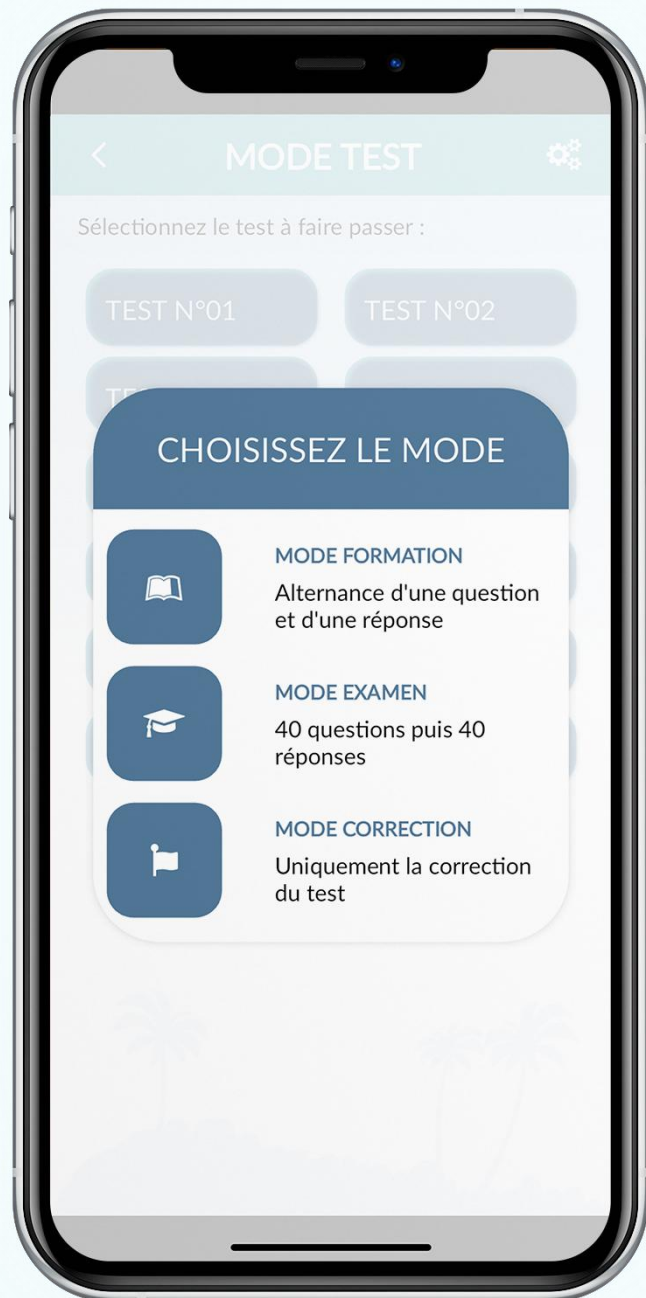 MODE TEST
Sélectionnez le test à faire passer :
TEST N°01
TEST N°02
CHOISISSEZ LE MODE
MODE FORMATION
Alternance d'une question
et d'une réponse
MODE EXAMEN
40 questions puis 40
réponses
MODE CORRECTION
Uniquement la correction
du test